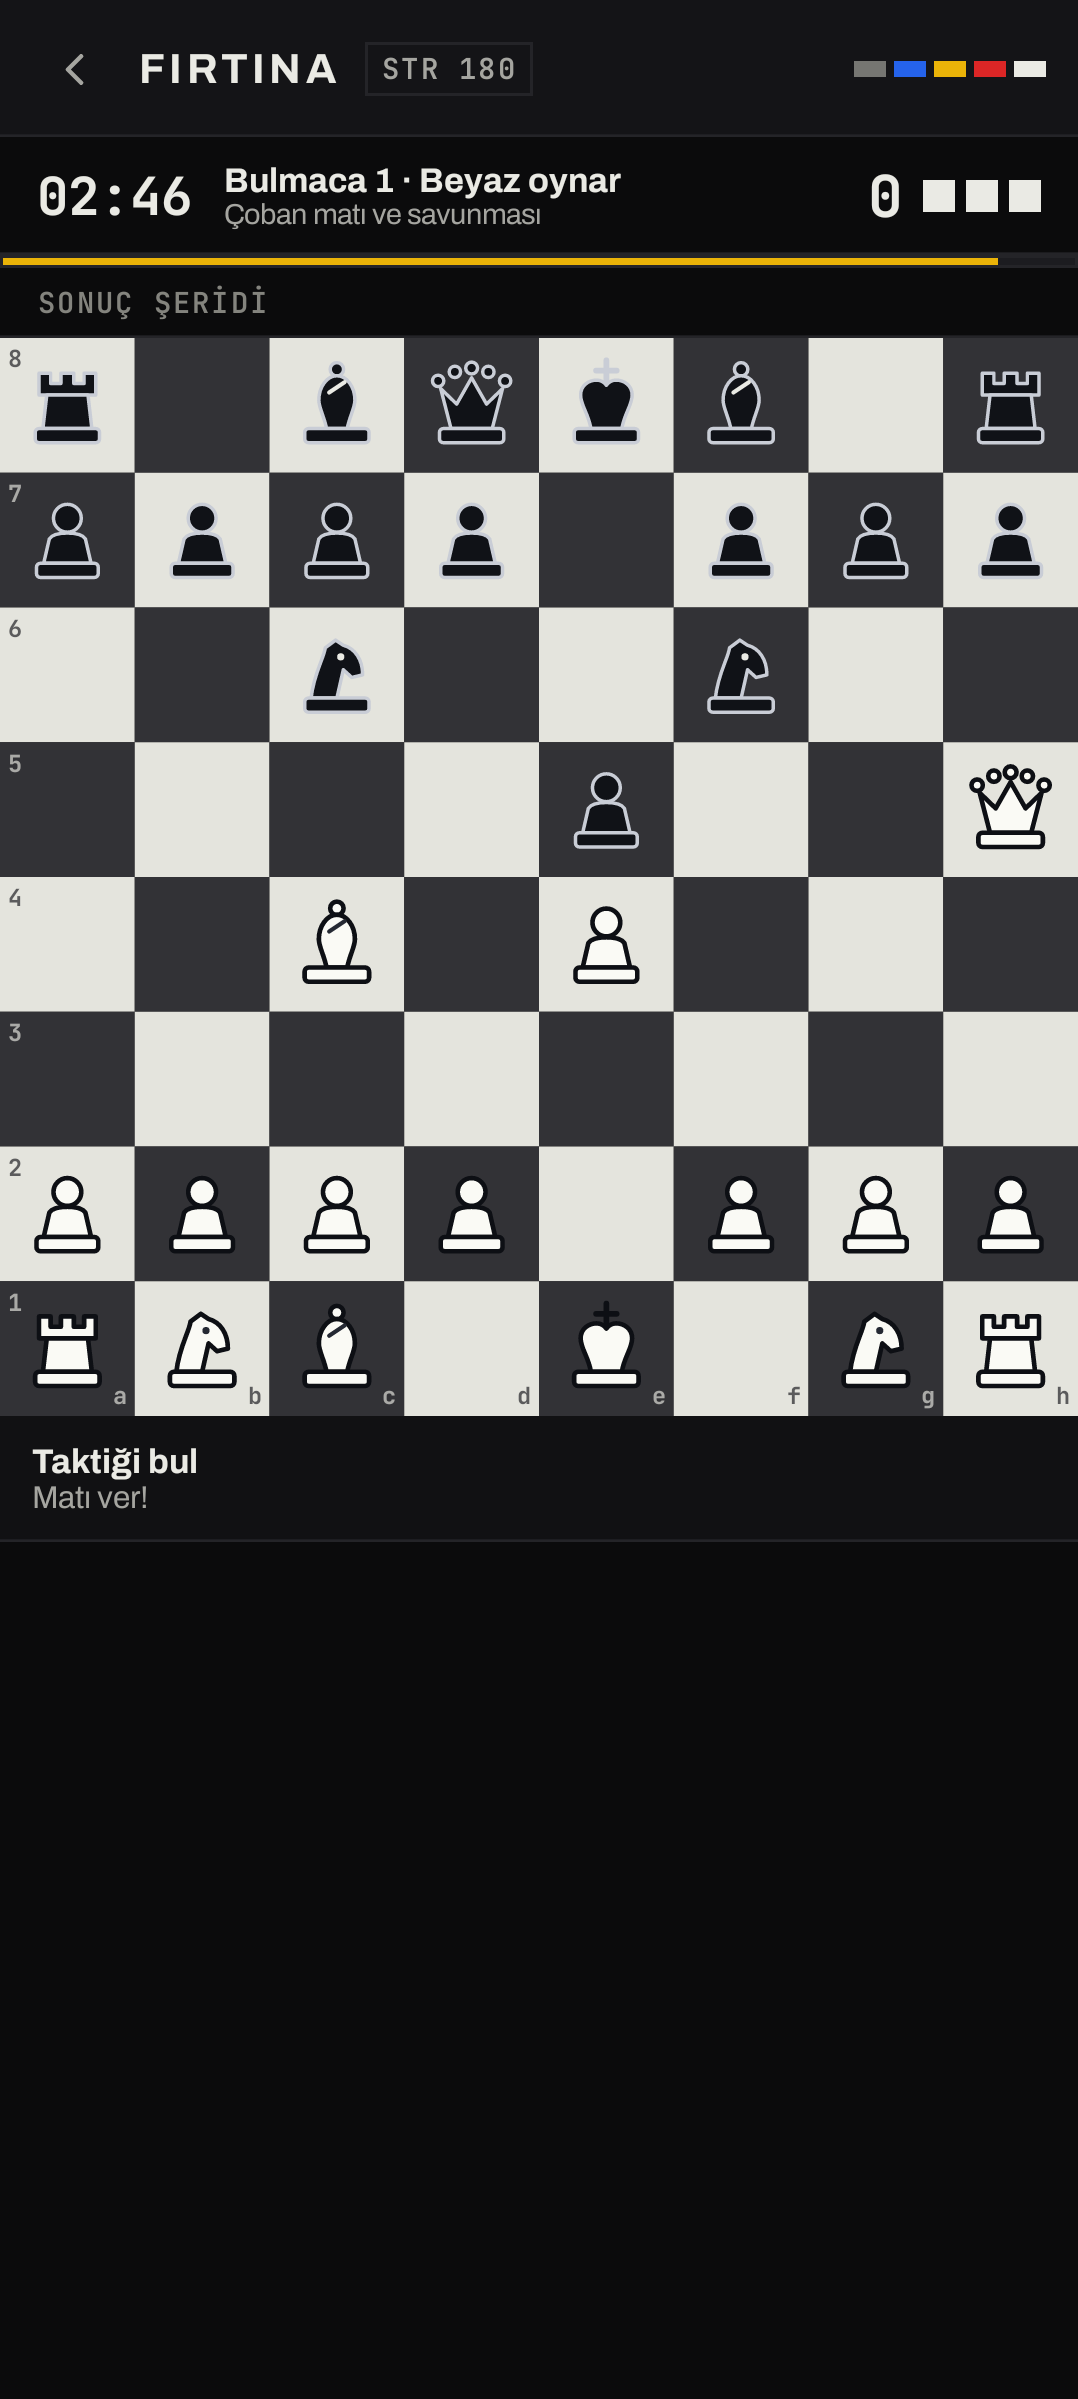 FIRTINA STR 180
02:46 Bulmaca 1 · Beyaz oynar 0
Çoban matı ve savunması
SONUÇ ŞERİDİ
8
7
6
5
4
3
2
1
a b c d e f g h
Taktiği bul
Matı ver!